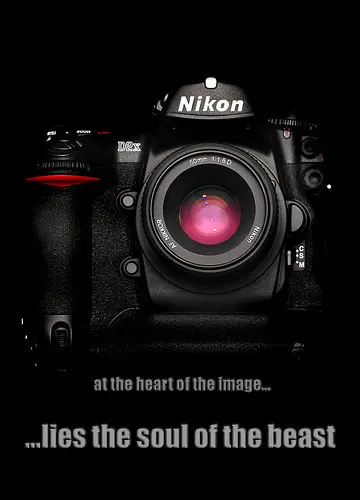 Nikon
D2x
50mm 1:1.8 D
AF NIKKOR
Nikon
C
S
M
at the heart of the image...
...lies the soul of the beast